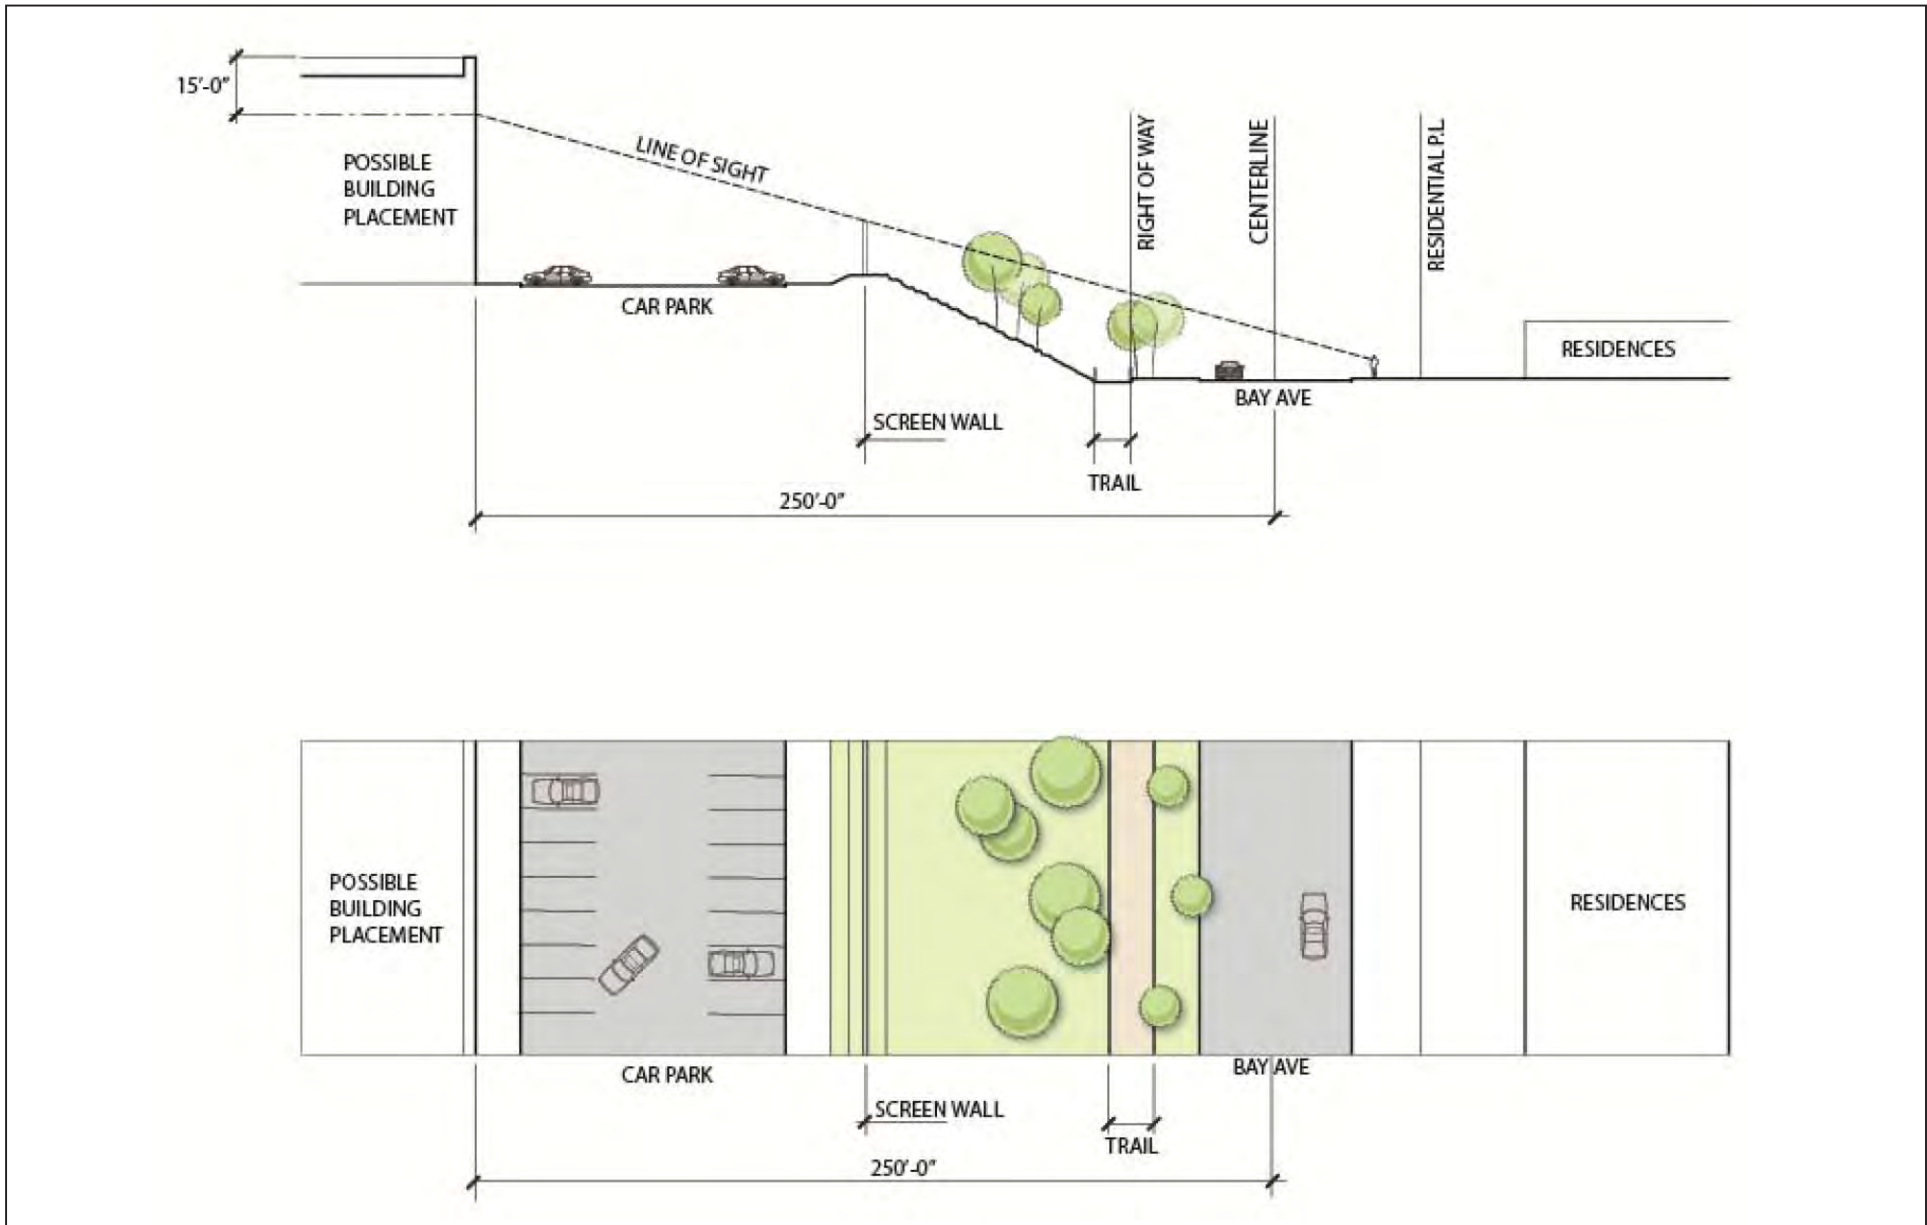 15'-0"
POSSIBLE
BUILDING
PLACEMENT
LINE OF SIGHT
RIGHT OF WAY
CENTERLINE
RESIDENTIAL P.L.
CAR PARK
RESIDENCES
BAY AVE
SCREEN WALL
TRAIL
250'-0"
POSSIBLE
BUILDING
PLACEMENT
RESIDENCES
CAR PARK
BAY AVE
SCREEN WALL
TRAIL
250'-0"